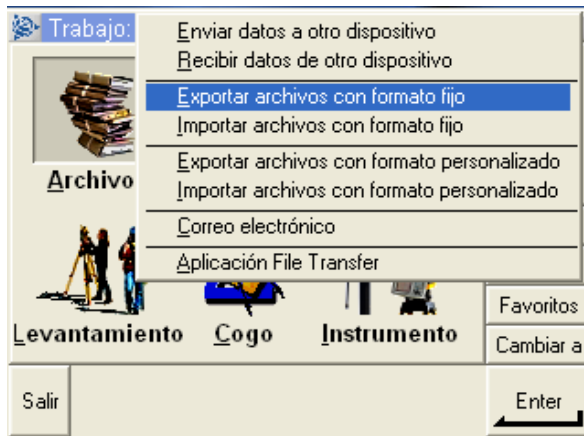 Trabajo:
Enviar datos a otro dispositivo
Recibir datos de otro dispositivo
Exportar archivos con formato fijo
Importar archivos con formato fijo
Exportar archivos con formato personalizado
Importar archivos con formato personalizado
Correo electrónico
Aplicación File Transfer
Archivo
Levantamiento
Cogo
Instrumento
Favoritos
Cambiar a
Salir
Enter